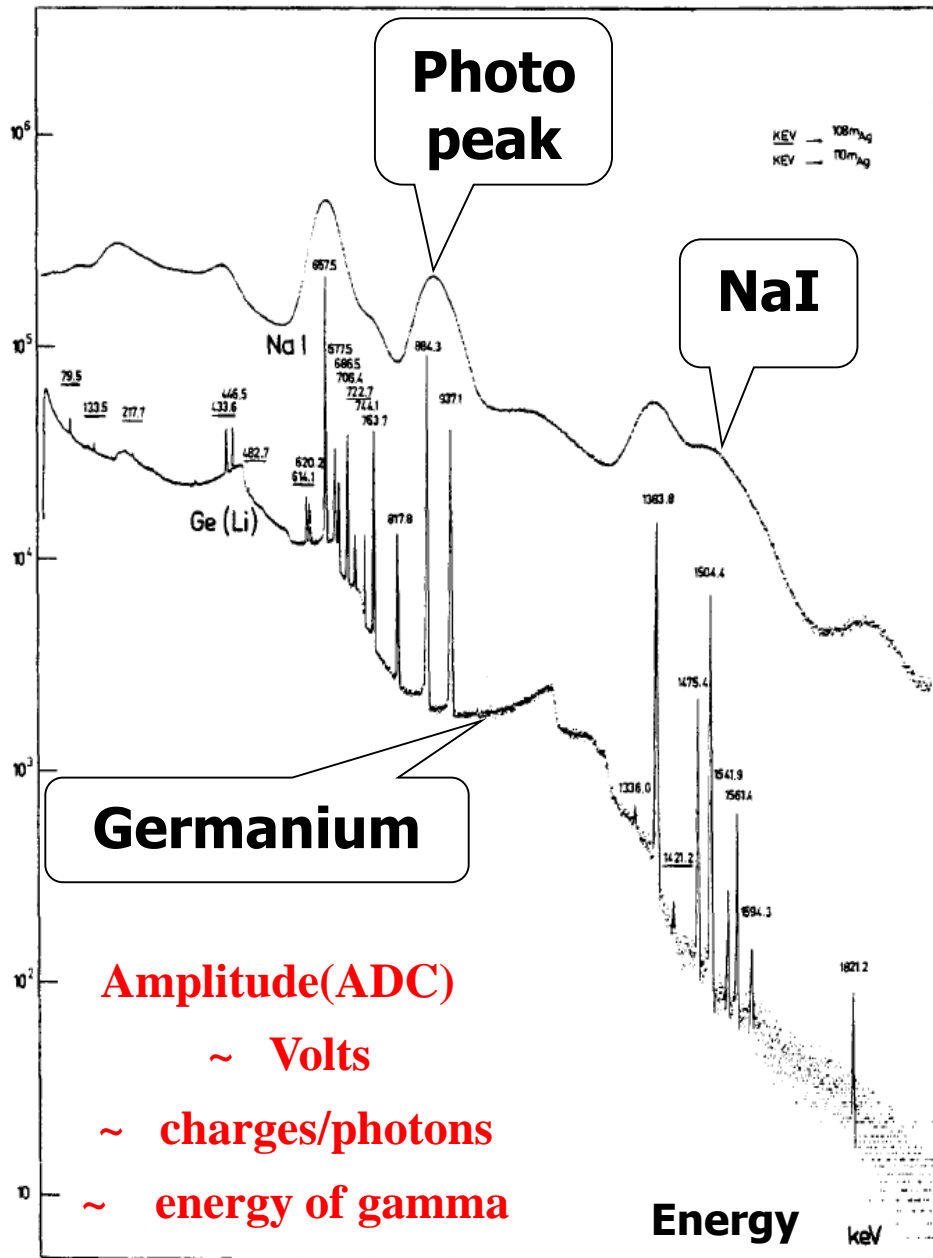 Photo
peak
10⁶
KEV → 108mAg
KEV → 110mAg
NaI
657.5
10⁵
Na I
677.5
686.5
706.4
722.7
744.1
763.7
884.3
937.1
79.5
133.5
217.7
446.5
433.6
482.7
620.2
614.1
817.8
Ge (Li)
1383.8
10⁴
1504.4
1475.4
10³
1336.0
1541.9
1561.4
Germanium
1421.2
1594.3
10²
Amplitude(ADC)
1821.2
~ Volts
~ charges/photons
10
~ energy of gamma
Energy keV